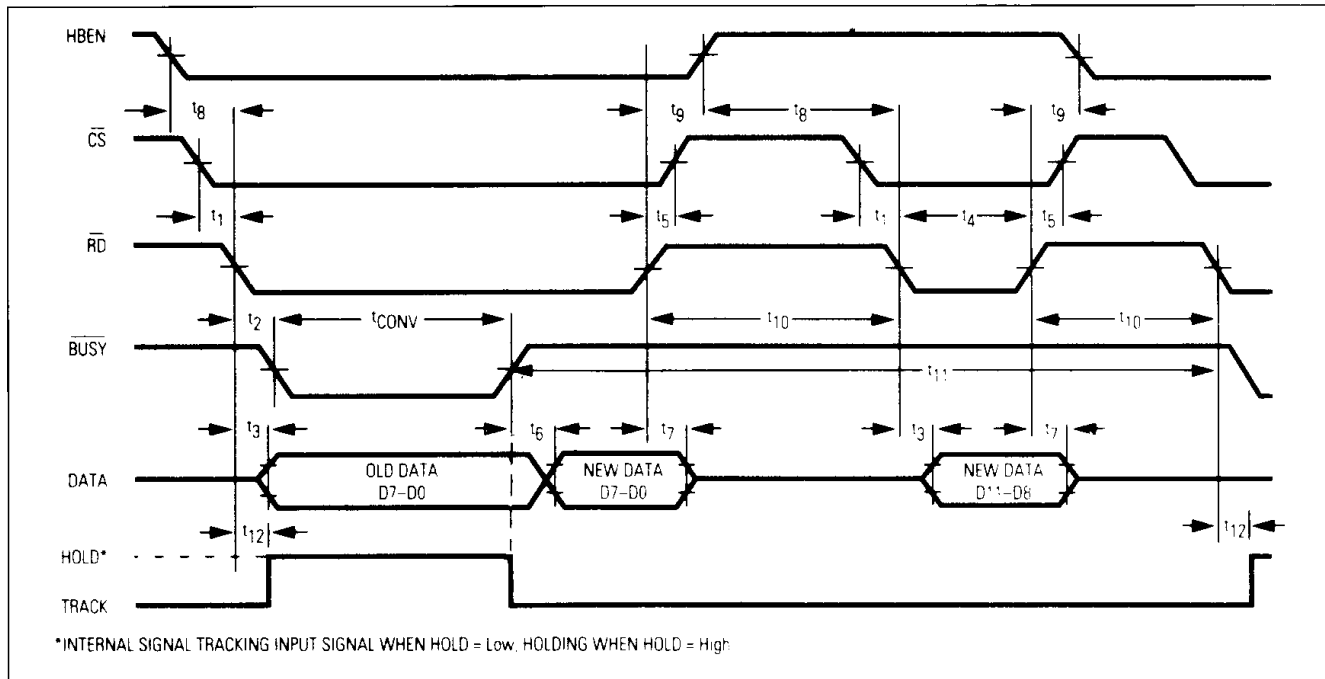 HBEN
t8 t9 t8 t9
CS
t1 t5 t1 t4 t5
RD
t2 tCONV t10 t10
BUSY
t11
t3 t6 t7 t3 t7
DATA OLD DATA NEW DATA NEW DATA
D7–D0 D7–D0 D11–D8
t12 t12
HOLD*
TRACK
*INTERNAL SIGNAL TRACKING INPUT SIGNAL WHEN HOLD = Low, HOLDING WHEN HOLD = High